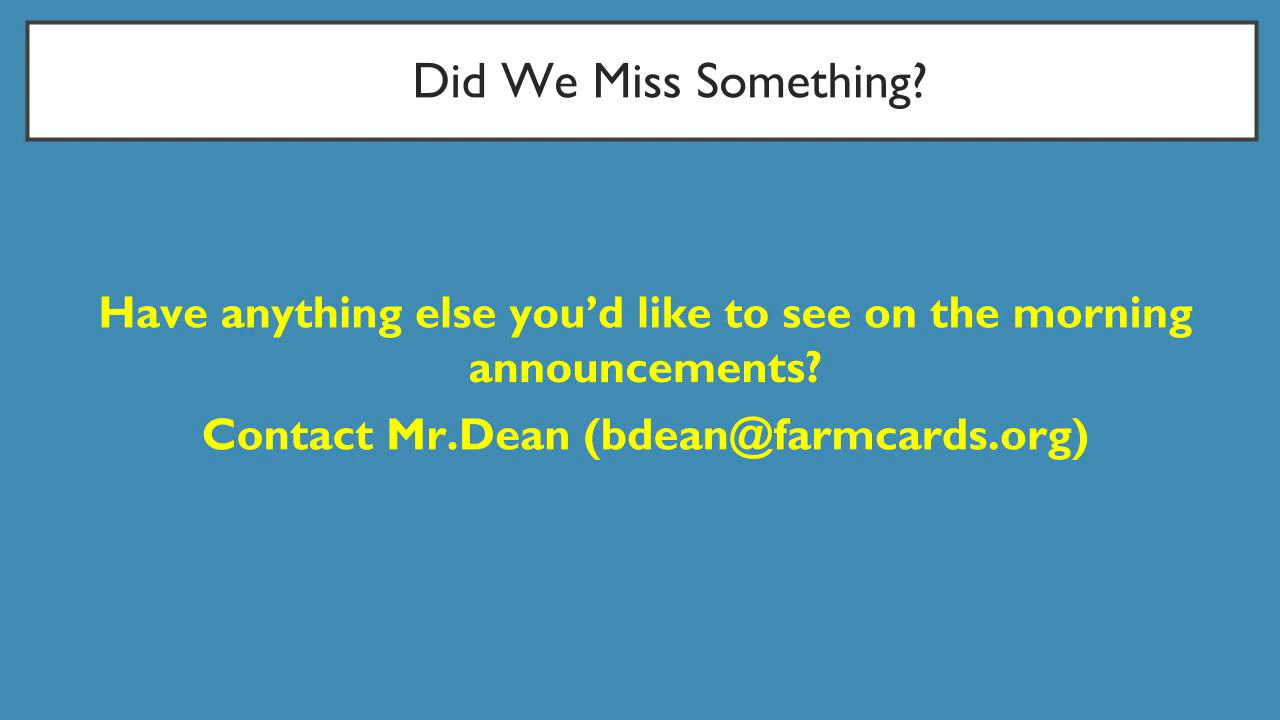 Did We Miss Something?
Have anything else you’d like to see on the morning
announcements?
Contact Mr.Dean (bdean@farmcards.org)